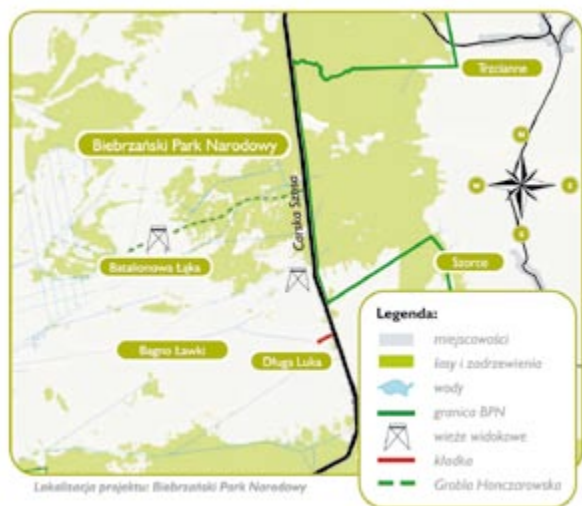 Trzcianne
Biebrzański Park Narodowy
N
W
E
S
Carska Szosa
Szorce
Batalionowa Łąka
Bagno Ławki
Długa Luka
Legenda:
miejscowości
lasy i zadrzewienia
wody
granica BPN
wieże widokowe
kładka
Grobla Honczarowska
Lokalizacja projektu: Biebrzański Park Narodowy